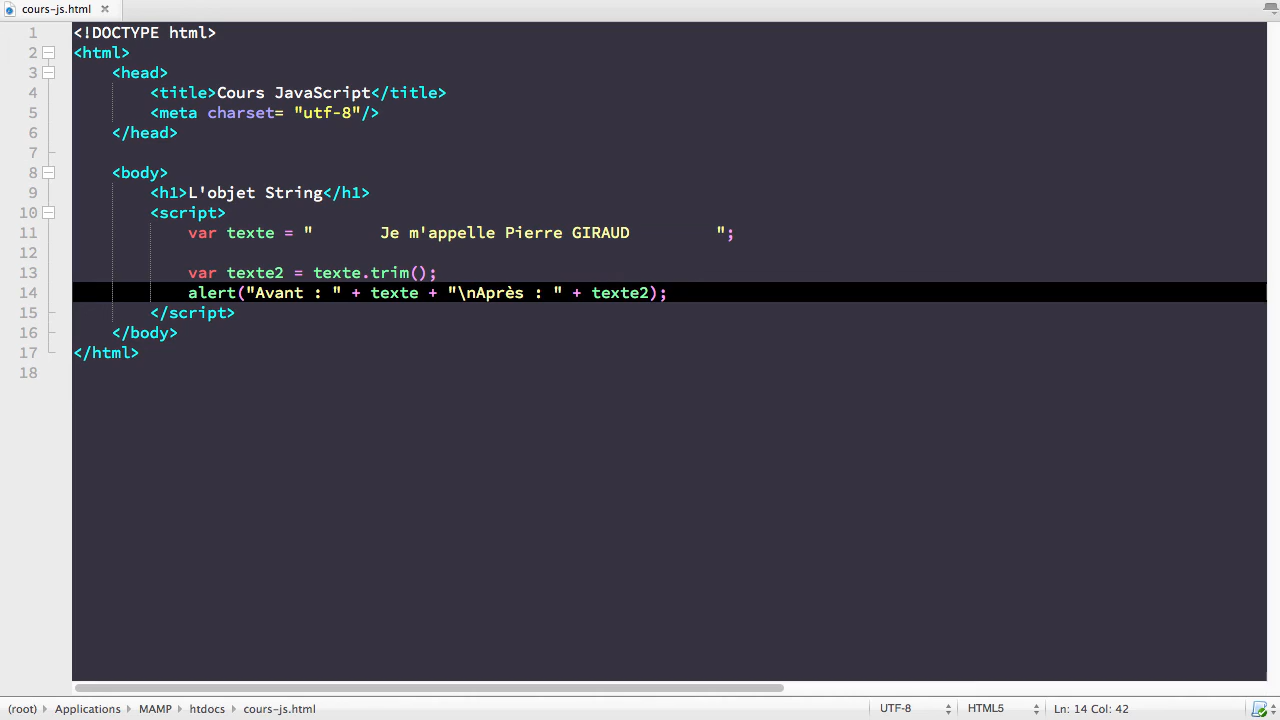 cours-js.html
1 <!DOCTYPE html>
2 <html>
3 <head>
4 <title>Cours JavaScript</title>
5 <meta charset= "utf-8"/>
6 </head>
7
8 <body>
9 <h1>L'objet String</h1>
10 <script>
11 var texte = "       Je m'appelle Pierre GIRAUD         ";
12
13 var texte2 = texte.trim();
14 alert("Avant : " + texte + "\nAprès : " + texte2);
15 </script>
16 </body>
17 </html>
18
(root) Applications MAMP htdocs cours-js.html UTF-8 HTML5 Ln: 14 Col: 42